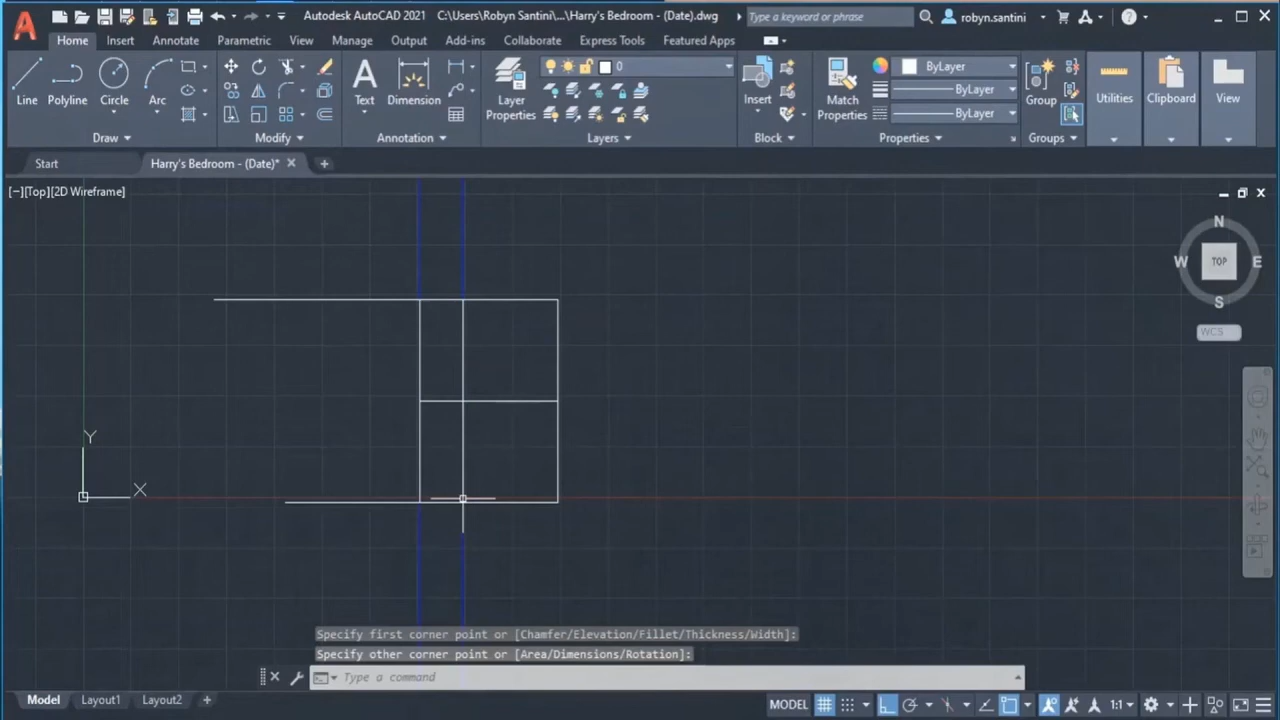 Autodesk AutoCAD 2021 C:\Users\Robyn Santini\...\Harry's Bedroom - (Date).dwg Type a keyword or phrase robyn.santini
Home Insert Annotate Parametric View Manage Output Add-ins Collaborate Express Tools Featured Apps
Line Polyline Circle Arc Text Dimension Layer Properties 0 Insert Match Properties ByLayer ByLayer ByLayer Group Utilities Clipboard View
Draw Modify Annotation Layers Block Properties Groups
Start Harry's Bedroom - (Date)*
[−][Top][2D Wireframe]
N
W TOP E
S
WCS
Y
X
Specify first corner point or [Chamfer/Elevation/Fillet/Thickness/Width]:
Specify other corner point or [Area/Dimensions/Rotation]:
Type a command
Model Layout1 Layout2 + MODEL 1:1